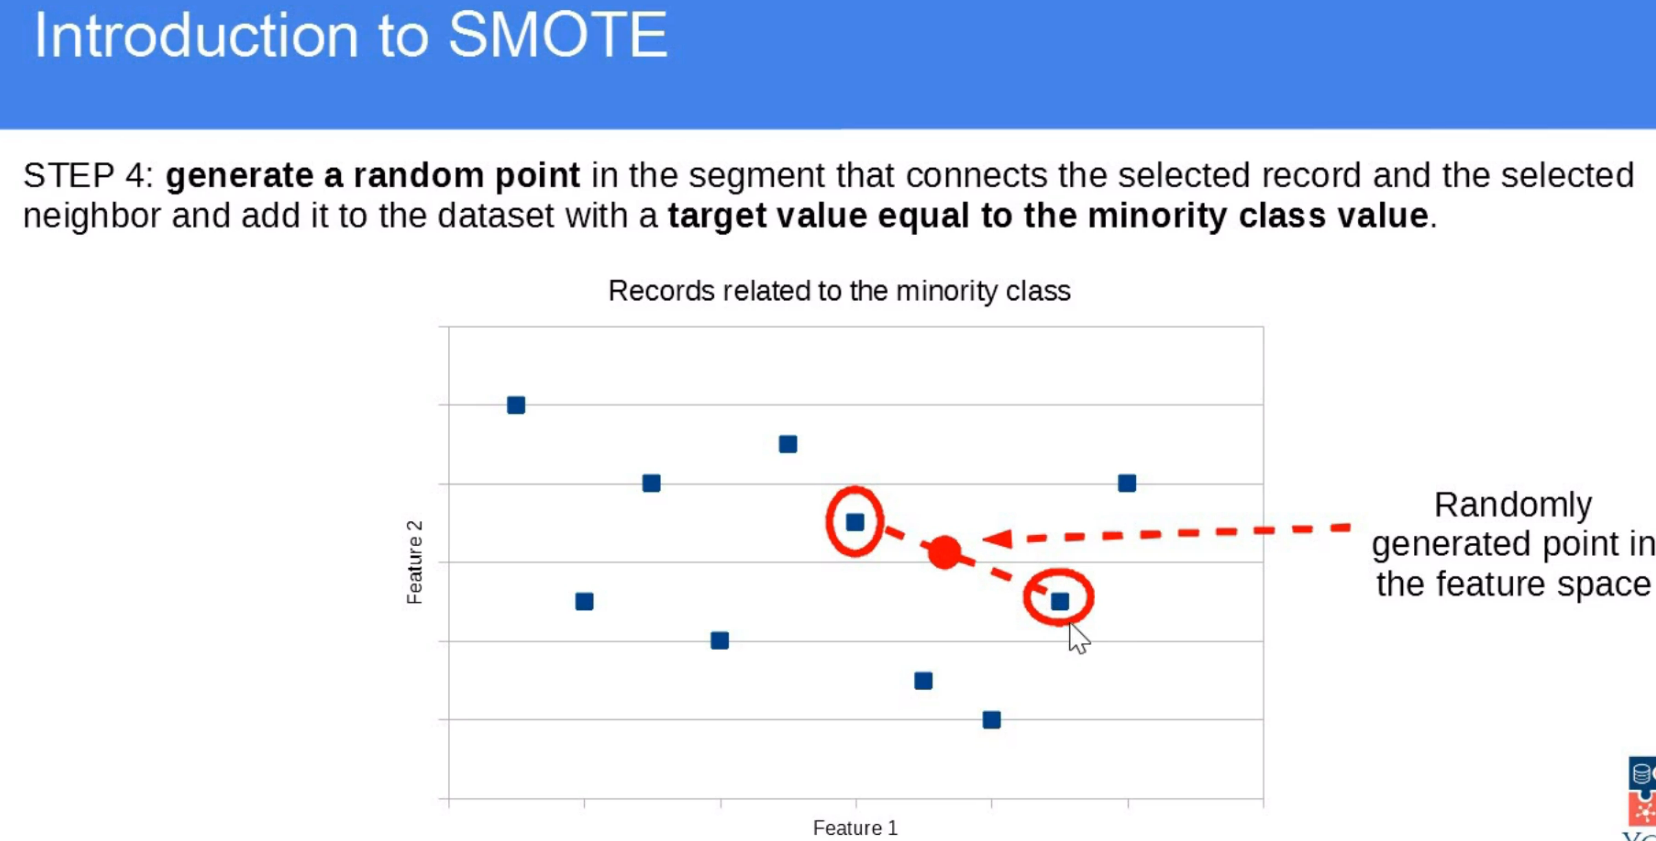 Introduction to SMOTE
STEP 4: generate a random point in the segment that connects the selected record and the selected
neighbor and add it to the dataset with a target value equal to the minority class value.
Records related to the minority class
Feature 2
Randomly
generated point in
the feature space
Feature 1